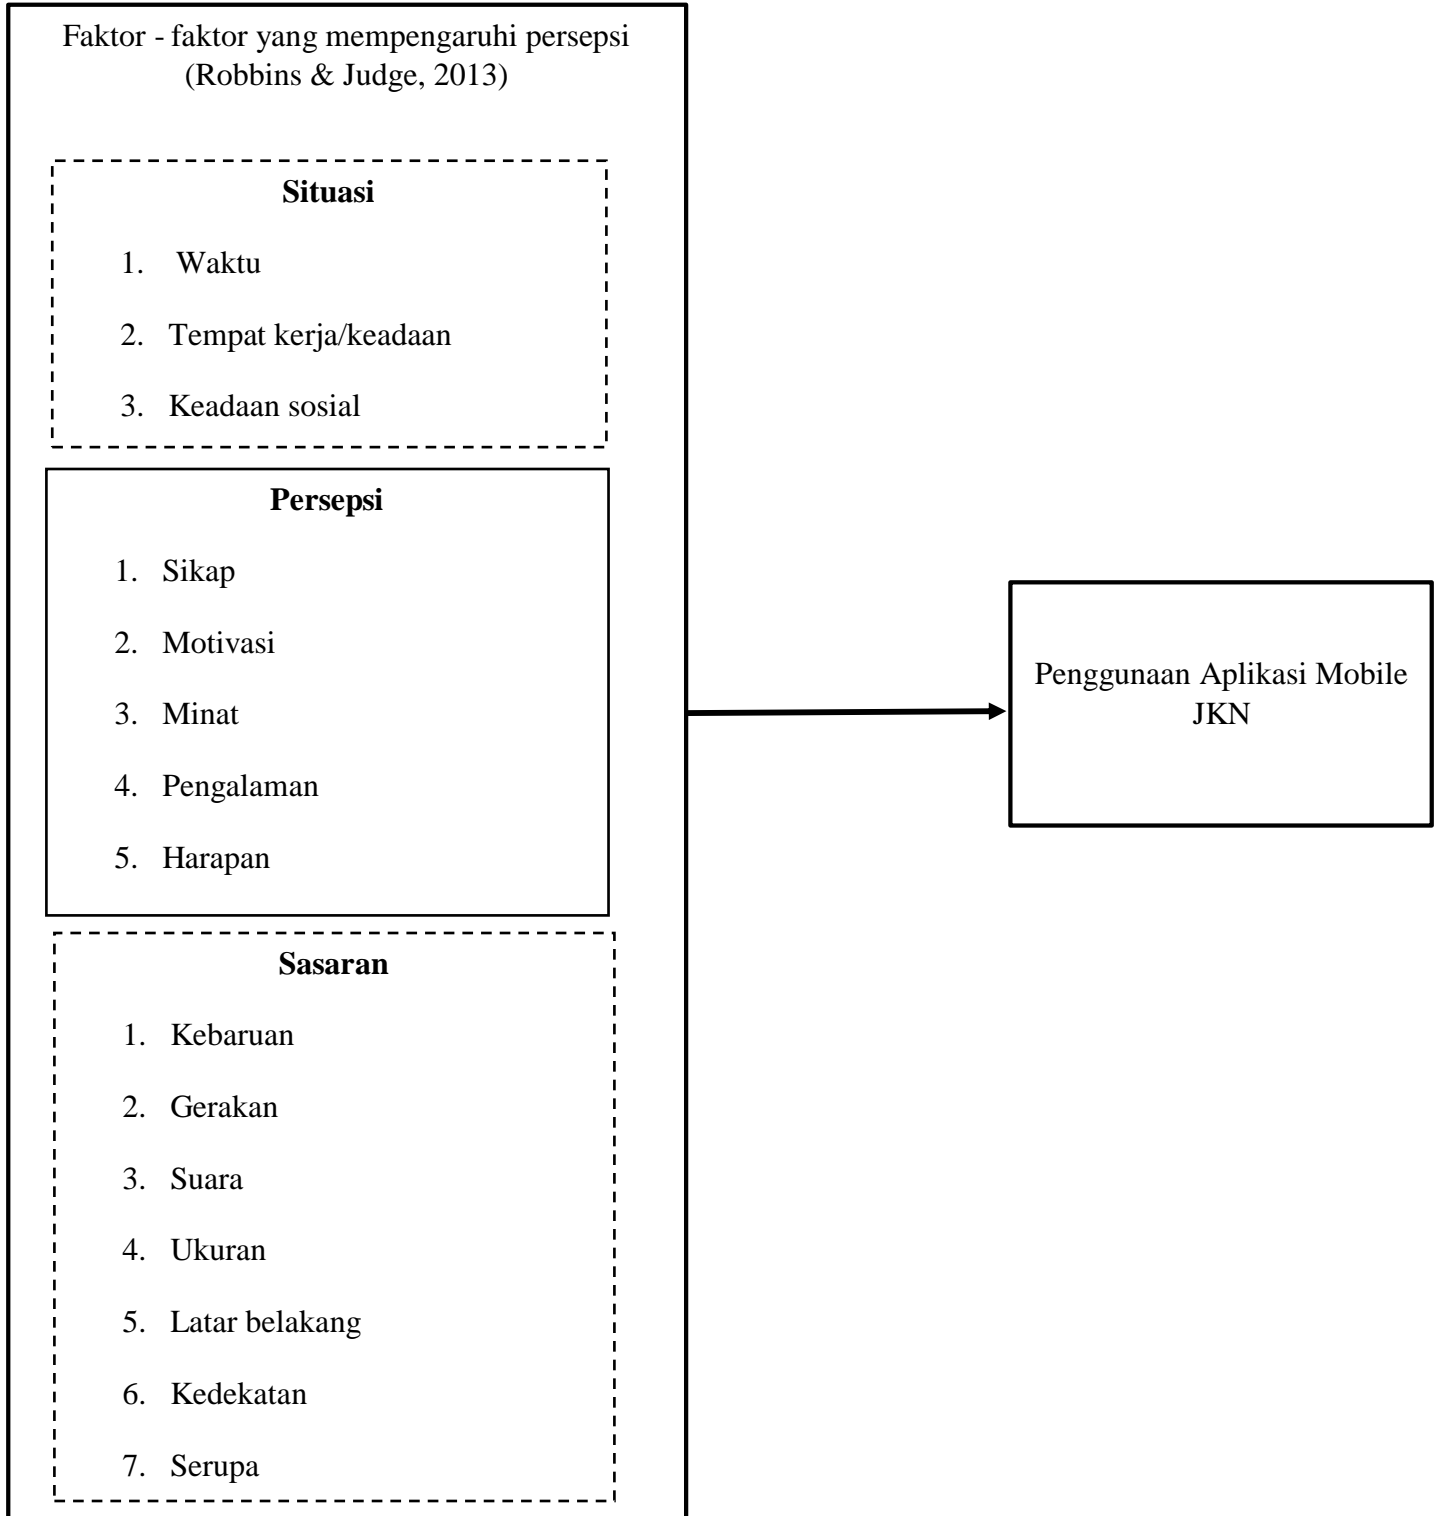 Faktor - faktor yang mempengaruhi persepsi
(Robbins & Judge, 2013)
Situasi
1. Waktu
2. Tempat kerja/keadaan
3. Keadaan sosial
Persepsi
1. Sikap
2. Motivasi
3. Minat
4. Pengalaman
5. Harapan
Sasaran
1. Kebaruan
2. Gerakan
3. Suara
4. Ukuran
5. Latar belakang
6. Kedekatan
7. Serupa
Penggunaan Aplikasi Mobile
JKN